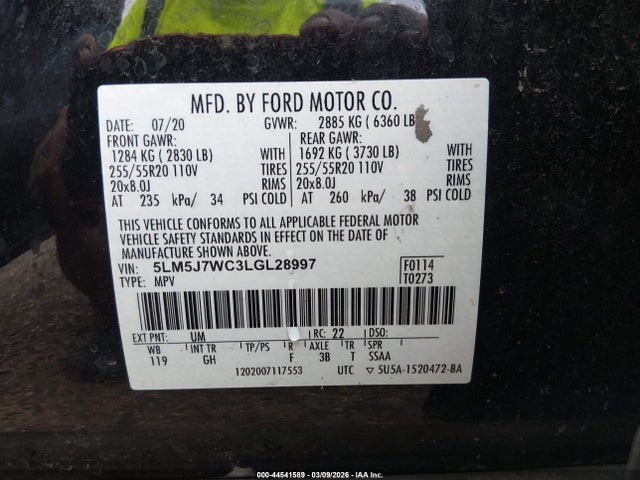 MFD. BY FORD MOTOR CO.
DATE: 07/20 GVWR: 2885 KG ( 6360 LB
FRONT GAWR: REAR GAWR:
1284 KG ( 2830 LB) WITH 1692 KG ( 3730 LB) WITH
255/55R20 110V TIRES 255/55R20 110V TIRES
20x8.0J RIMS 20x8.0J RIMS
AT 235 kPa/ 34 PSI COLD AT 260 kPa/ 38 PSI COLD
THIS VEHICLE CONFORMS TO ALL APPLICABLE FEDERAL MOTOR
VEHICLE SAFETY STANDARDS IN EFFECT ON THE DATE OF
MANUFACTURE SHOWN ABOVE.
VIN: 5LM5J7WC3LGL28997 F0114
TYPE: MPV T0273
EXT PNT: UM RC: 22 DSO:
WB INT TR TP/PS R AXLE TR SPR
119 GH F 3B T SSAA
1202007117553 UTC ▽ 5U5A-1520472-BA
000-44541589 - 03/09/2026 - IAA Inc.